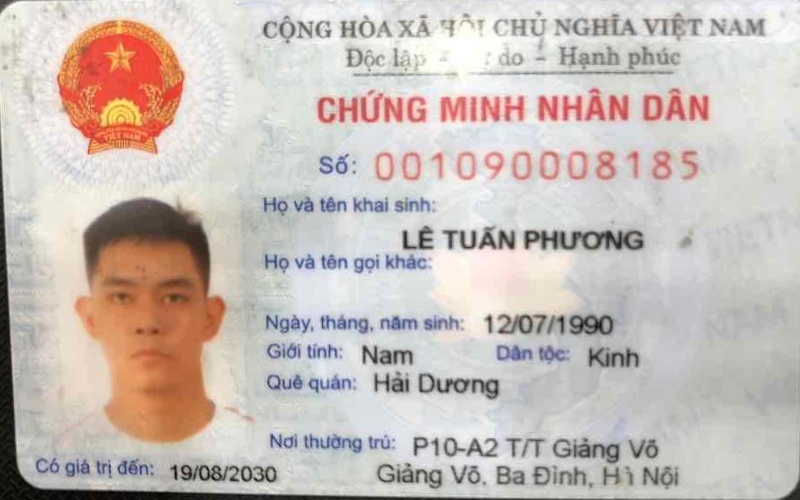 CỘNG HÒA XÃ HỘI CHỦ NGHĨA VIỆT NAM
Độc lập do - Hạnh phúc
CHỨNG MINH NHÂN DÂN
Số: 001090008185
Họ và tên khai sinh:
LÊ TUẤN PHƯƠNG
Họ và tên gọi khác:
Ngày, tháng, năm sinh: 12/07/1990
Giới tính: Nam Dân tộc: Kinh
Quê quán: Hải Dương
Nơi thường trú: P10-A2 T/T Giảng Võ
Giảng Võ, Ba Đình, Hà Nội
Có giá trị đến: 19/08/2030
VIỆT NAM